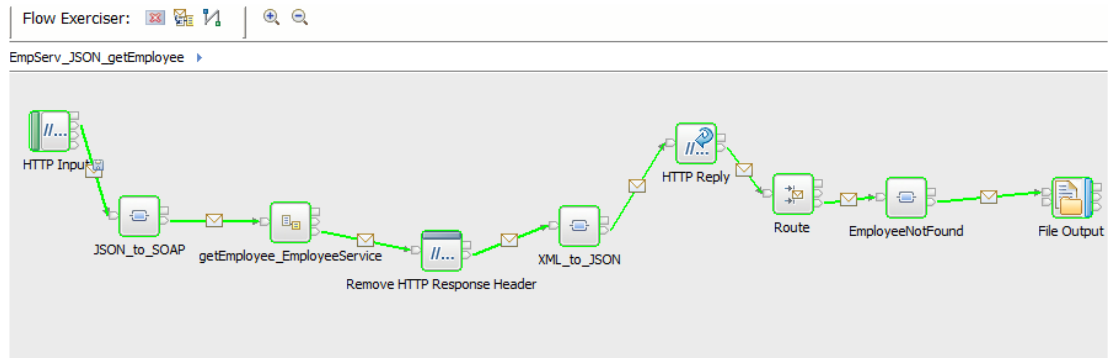 Flow Exerciser:
EmpServ_JSON_getEmployee
HTTP Input
JSON_to_SOAP
getEmployee_EmployeeService
Remove HTTP Response Header
XML_to_JSON
HTTP Reply
Route
EmployeeNotFound
File Output